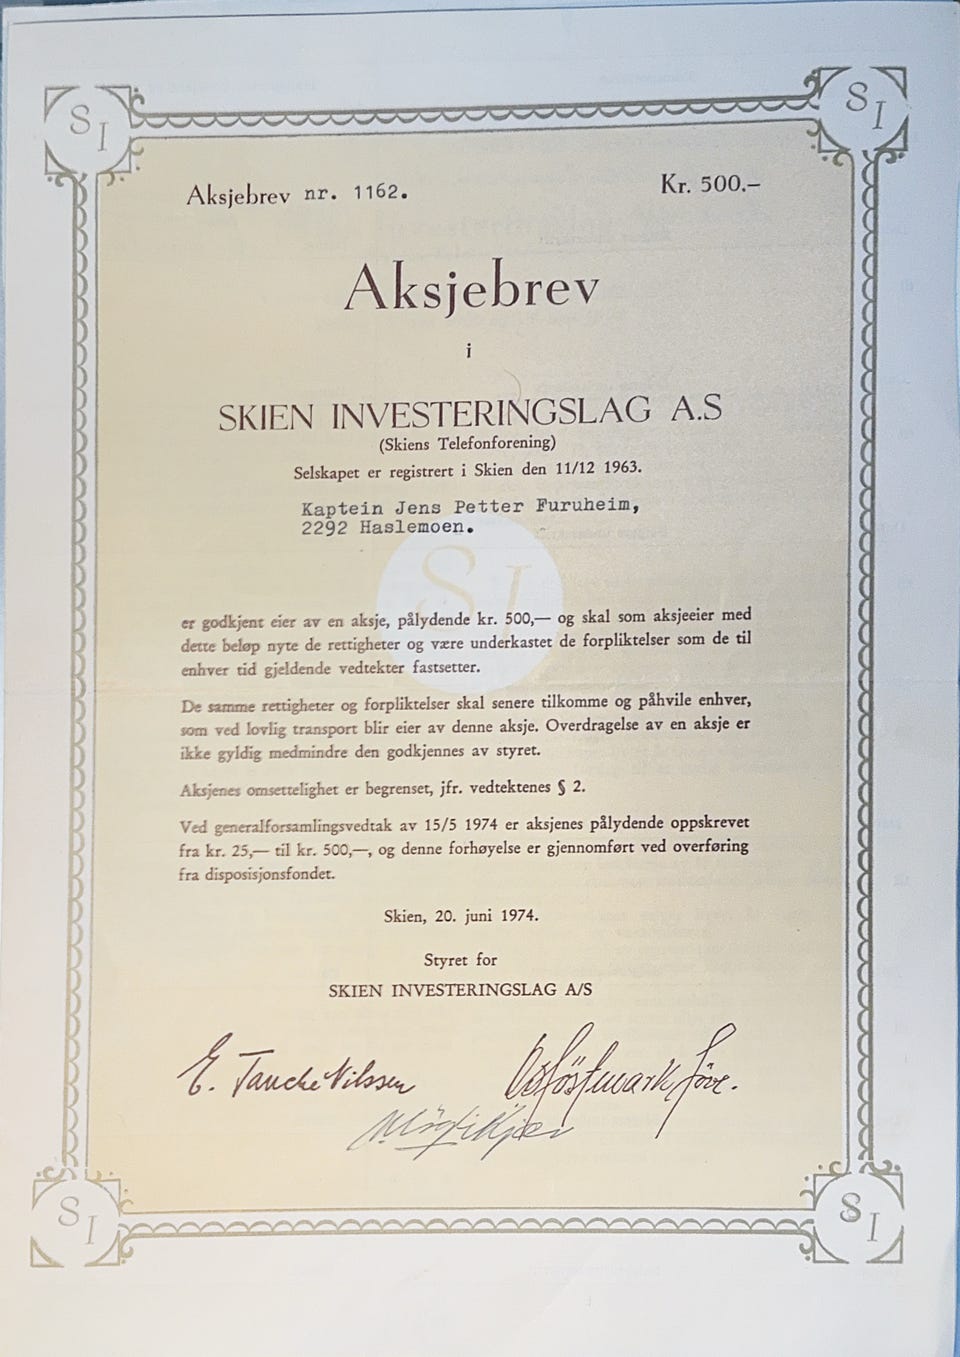 S I
S I
Aksjebrev nr. 1162.
Kr. 500.–
Aksjebrev
i
SKIEN INVESTERINGSLAG A.S
(Skiens Telefonforening)
Selskapet er registrert i Skien den 11/12 1963.
Kaptein Jens Petter Furuheim,
2292 Haslemoen.
S I
er godkjent eier av en aksje, pålydende kr. 500,— og skal som aksjeeier med
dette beløp nyte de rettigheter og være underkastet de forpliktelser som de til
enhver tid gjeldende vedtekter fastsetter.
De samme rettigheter og forpliktelser skal senere tilkomme og påhvile enhver,
som ved lovlig transport blir eier av denne aksje. Overdragelse av en aksje er
ikke gyldig medmindre den godkjennes av styret.
Aksjenes omsettelighet er begrenset, jfr. vedtektenes § 2.
Ved generalforsamlingsvedtak av 15/5 1974 er aksjenes pålydende oppskrevet
fra kr. 25,— til kr. 500,—, og denne forhøyelse er gjennomført ved overføring
fra disposisjonsfondet.
Skien, 20. juni 1974.
Styret for
SKIEN INVESTERINGSLAG A/S
E. Tanche Nilssen
S I
S I